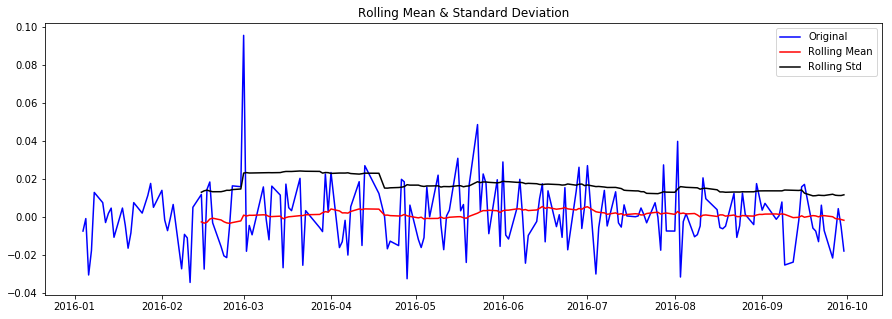 Rolling Mean & Standard Deviation
0.10
0.08
0.06
0.04
0.02
0.00
−0.02
−0.04
Original
Rolling Mean
Rolling Std
2016-01 2016-02 2016-03 2016-04 2016-05 2016-06 2016-07 2016-08 2016-09 2016-10